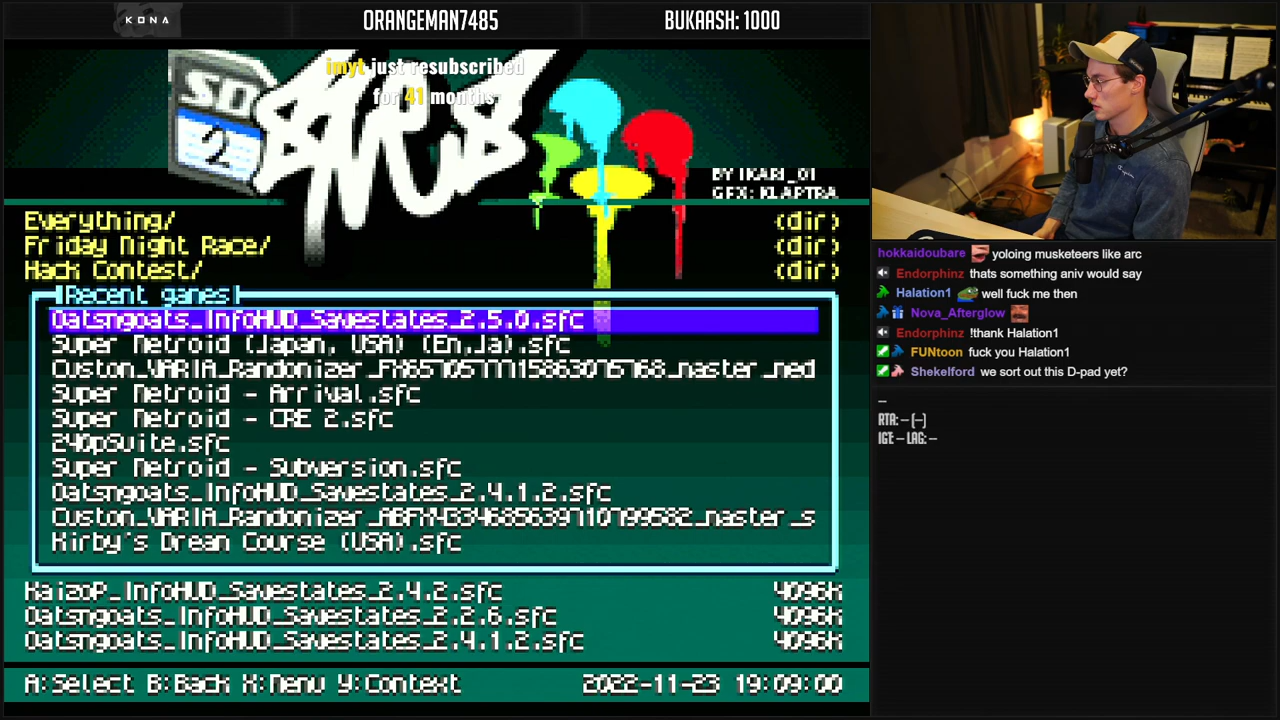 KONA
ORANGEMAN7485
BUKAASH: 1000
imyt just resubscribed
for 41 months
BY IKARI_01
GFX: KLAPTRA
Everything/ (dir)
Friday Night Race/ (dir)
Hack Contest/ (dir)
Recent games
Oatsngoats_InfoHUD_Savestates_2.5.0.sfc
Super Metroid (Japan, USA) (En,Ja).sfc
Super Metroid - Arrival.sfc
Super Metroid - CRE 2.sfc
240pSuite.sfc
Super Metroid - Subversion.sfc
Oatsngoats_InfoHUD_Savestates_2.4.1.2.sfc
Kirby's Dream Course (USA).sfc
KaizoP_InfoHUD_Savestates_2.4.2.sfc 4096k
Oatsngoats_InfoHUD_Savestates_2.2.6.sfc 4096k
Oatsngoats_InfoHUD_Savestates_2.4.1.2.sfc 4096k
A:Select B:Back X:Menu Y:Context 2022-11-23 19:09:00
hokkaidoubare yoloing musketeers like arc
Endorphinz thats something aniv would say
Halation1 well fuck me then
Nova_Afterglow
Endorphinz !thank Halation1
FUNtoon fuck you Halation1
Shekelford we sort out this D-pad yet?
–
RTA: – (–)
IGT: – LAG: –